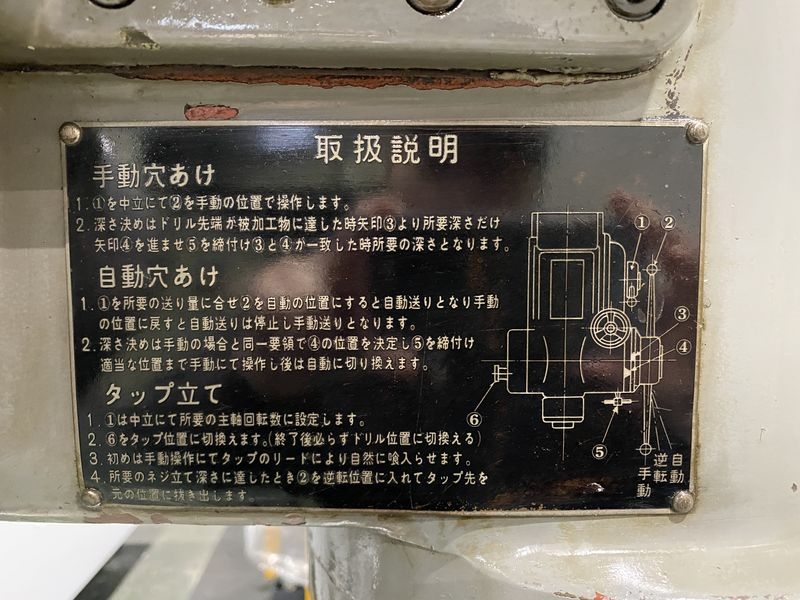 取扱説明
手動穴あけ
1. ①を中立にて②を手動の位置で操作します。
2. 深さ決めはドリル先端が被加工物に達した時矢印③より所要深さだけ
矢印④を進ませ⑤を締付け③と④が一致した時所要の深さとなります。
自動穴あけ
1. ①を所要の送り量に合せ②を自動の位置にすると自動送りとなり手動
の位置に戻すと自動送りは停止し手動送りとなります。
2. 深さ決めは手動の場合と同一要領で④の位置を決定し⑤を締付け
適当な位置まで手動にて操作し後は自動に切り換えます。
タップ立て
1. ①は中立にて所要の主軸回転数に設定します。
2. ⑥をタップ位置に切換えます。(終了後必らずドリル位置に切換える)
3. 初めは手動操作にてタップのリードにより自然に喰入らせます。
4. 所要のネジ立て深さに達したとき②を逆転位置に入れてタップ先を
元の位置に抜き出します。
①
②
③
④
⑥
⑤
手動
逆転
自動